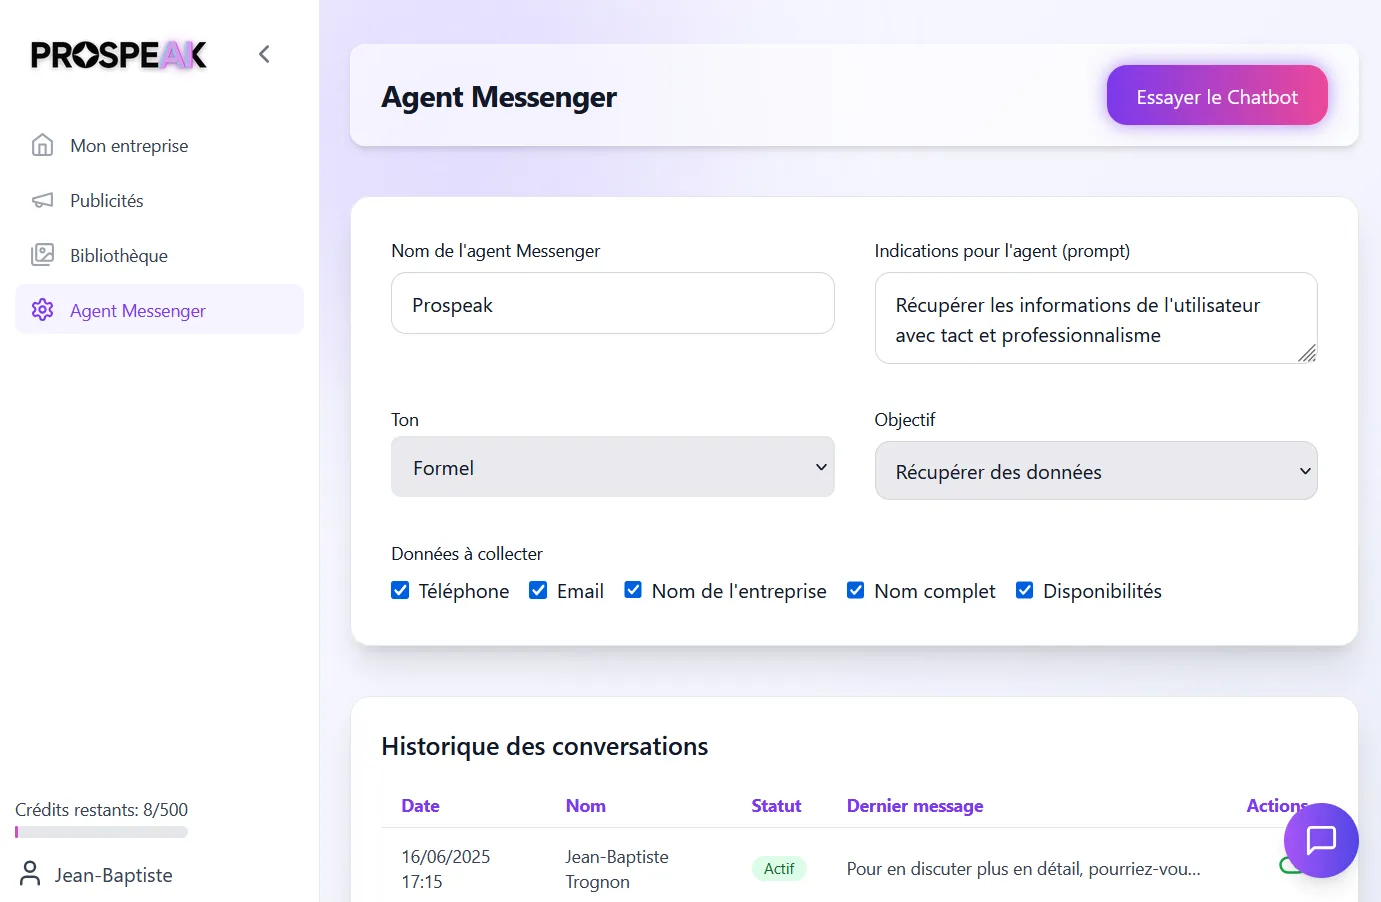 PROSPEAK
Mon entreprise
Publicités
Bibliothèque
Agent Messenger
Crédits restants: 8/500
Jean-Baptiste
Agent Messenger
Essayer le Chatbot
Nom de l'agent Messenger
Prospeak
Indications pour l'agent (prompt)
Récupérer les informations de l'utilisateur
avec tact et professionnalisme
Ton
Formel
Objectif
Récupérer des données
Données à collecter
Téléphone Email Nom de l'entreprise Nom complet Disponibilités
Historique des conversations
Date Nom Statut Dernier message Actions
16/06/2025
17:15
Jean-Baptiste
Trognon
Actif
Pour en discuter plus en détail, pourriez-vou...